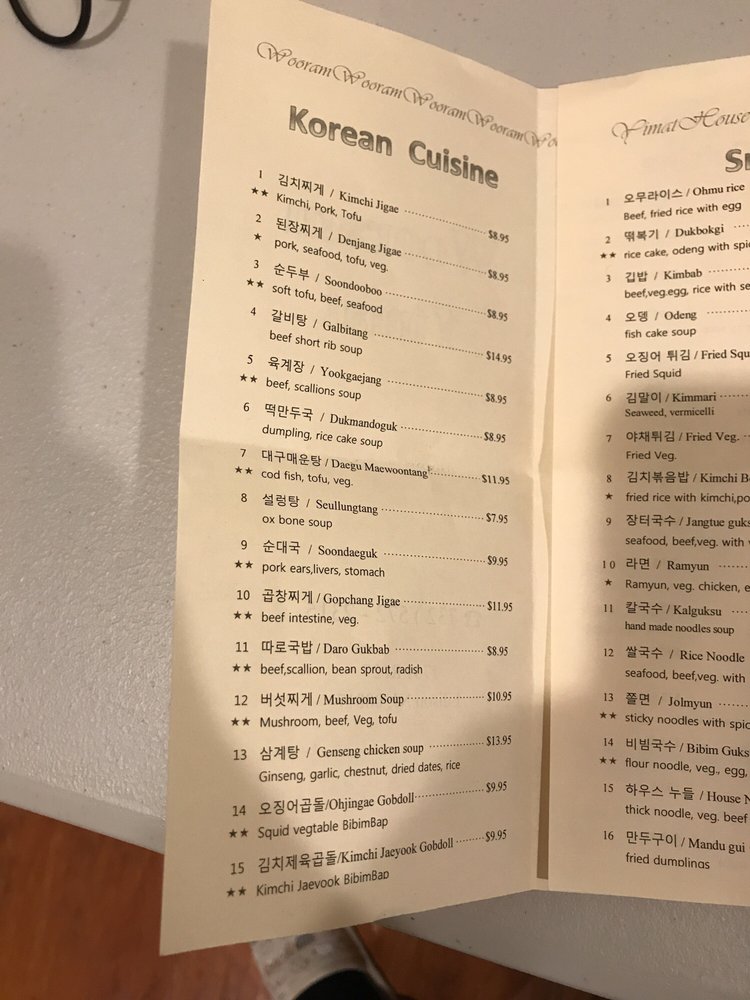 Wooram Wooram Wooram Wooram Wo
Korean Cuisine
1 김치찌게 / Kimchi Jigae ···················· $8.95
★★ Kimchi, Pork, Tofu
2 된장찌게 / Denjang Jigae ···················· $8.95
★ pork, seafood, tofu, veg.
3 순두부 / Soondooboo ···················· $8.95
★★ soft tofu, beef, seafood
4 갈비탕 / Galbitang ···················· $14.95
beef short rib soup
5 육계장 / Yookgaejang ···················· $8.95
★★ beef, scallions soup
6 떡만두국 / Dukmandoguk ···················· $8.95
dumpling, rice cake soup
7 대구매운탕 / Daegu Maewoontang ············ $11.95
★★ cod fish, tofu, veg.
8 설렁탕 / Seullungtang ···················· $7.95
ox bone soup
9 순대국 / Soondaeguk ···················· $9.95
★★ pork ears,livers, stomach
10 곱창찌게 / Gopchang Jigae ················ $11.95
★★ beef intestine, veg.
11 따로국밥 / Daro Gukbab ···················· $8.95
★★ beef,scallion, bean sprout, radish
12 버섯찌게 / Mushroom Soup ················ $10.95
★★ Mushroom, beef, Veg, tofu
13 삼계탕 / Genseng chicken soup ············ $13.95
Ginseng, garlic, chestnut, dried dates, rice
14 오징어곱돌/Ohjingae Gobdoll ············ $9.95
★★ Squid vegtable BibimBap
15 김치제육곱돌/Kimchi Jaeyook Gobdoll ······ $9.95
★★ Kimchi Jaeyook BibimBap
Yimat House
1 오무라이스 / Ohmu rice
Beef, fried rice with egg
2 떢복기 / Dukbokgi ·········
★★ rice cake, odeng with
3 김밥 / Kimbab ·········
beef,veg.egg, rice with
4 오뎅 / Odeng ·········
fish cake soup
5 오징어 튀김 / Fried
Fried Squid
6 김말이 / Kimmari ·········
Seaweed, vermicelli
7 야채튀김 / Fried Veg. ···
Fried Veg.
8 김치볶음밥 / Kimchi
★ fried rice with
9 장터국수 / Jangtue
seafood, beef,veg. with
10 라면 / Ramyun ·········
★ Ramyun, veg. chicken,
11 칼국수 / Kalguksu ·········
hand made noodles soup
12 쌀국수 / Rice Noodle
seafood, beef,veg. with
13 쫄면 / Jolmyun ·········
★★ sticky noodles with
14 비빔국수 / Bibim
★★ flour noodle, veg., egg,
15 하우스 누들 / House
thick noodle, veg. beef
16 만두구이 / Mandu gui
fried dumplings